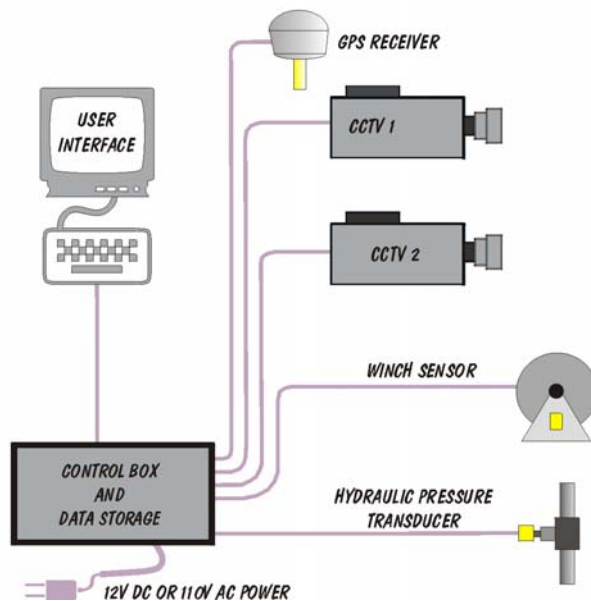 GPS RECEIVER
USER
INTERFACE
CCTV 1
CCTV 2
WINCH SENSOR
CONTROL BOX
AND
DATA STORAGE
HYDRAULIC PRESSURE
TRANSDUCER
12V DC OR 110V AC POWER